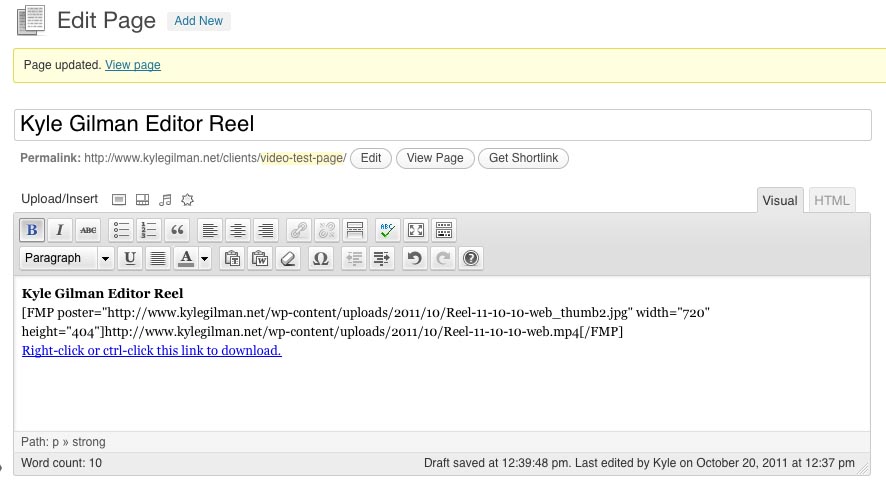 Edit Page Add New
Page updated. View page
Kyle Gilman Editor Reel
Permalink: http://www.kylegilman.net/clients/video-test-page/ Edit View Page Get Shortlink
Upload/Insert Visual HTML
B I ABC “ ABC
Paragraph U A T W Ω ?
Kyle Gilman Editor Reel
[FMP poster="http://www.kylegilman.net/wp-content/uploads/2011/10/Reel-11-10-10-web_thumb2.jpg" width="720"
height="404"]http://www.kylegilman.net/wp-content/uploads/2011/10/Reel-11-10-10-web.mp4[/FMP]
Right-click or ctrl-click this link to download.
Path: p » strong
Word count: 10 Draft saved at 12:39:48 pm. Last edited by Kyle on October 20, 2011 at 12:37 pm